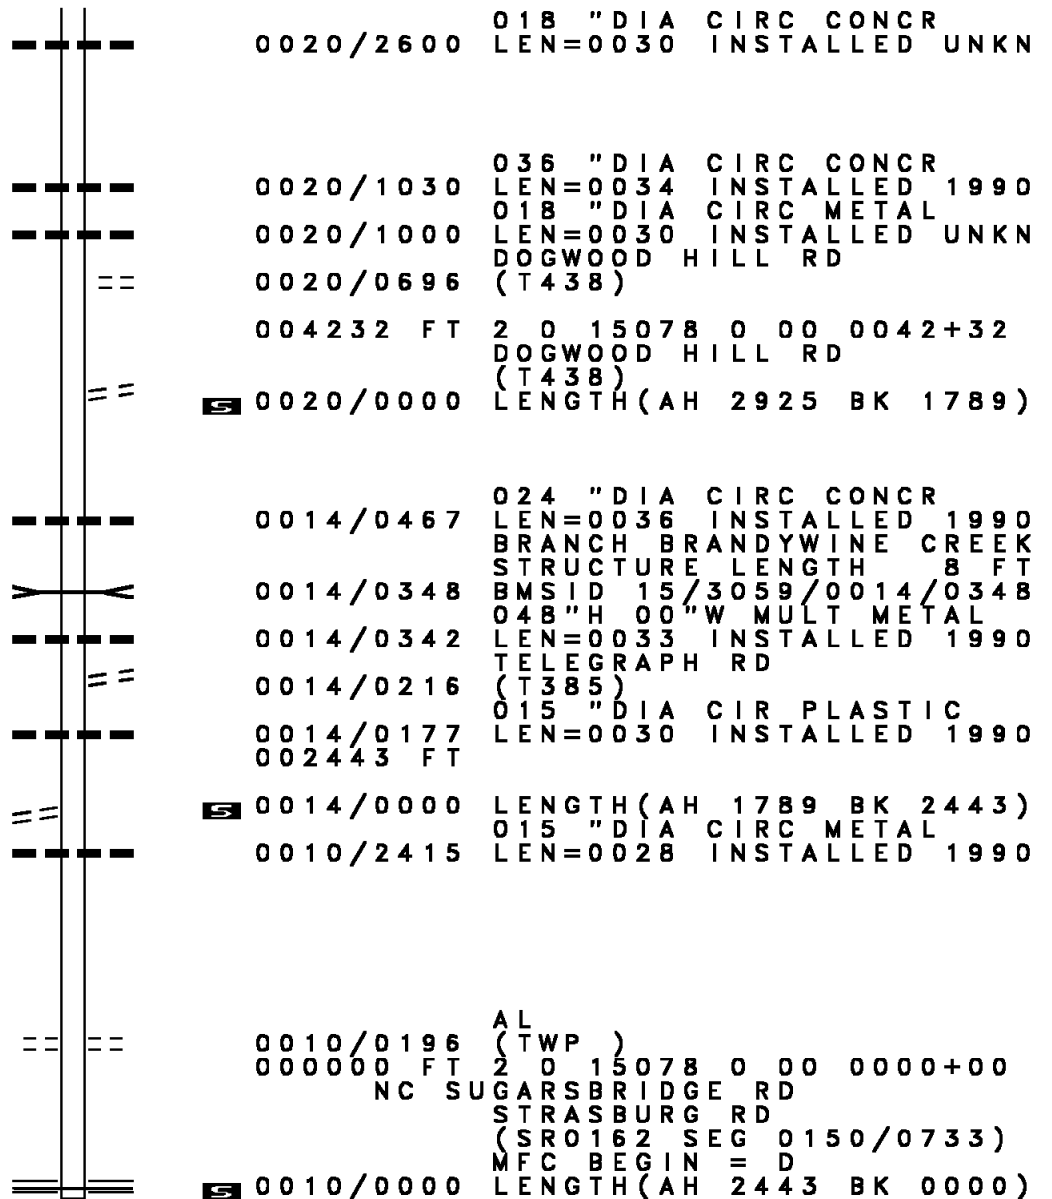 018 "DIA CIRC CONCR
0020/2600 LEN=0030 INSTALLED UNKN
036 "DIA CIRC CONCR
0020/1030 LEN=0034 INSTALLED 1990
018 "DIA CIRC METAL
0020/1000 LEN=0030 INSTALLED UNKN
DOGWOOD HILL RD
0020/0696 (T438)
004232 FT 2 0 15078 0 00 0042+32
DOGWOOD HILL RD
(T438)
S 0020/0000 LENGTH(AH 2925 BK 1789)
024 "DIA CIRC CONCR
0014/0467 LEN=0036 INSTALLED 1990
BRANCH BRANDYWINE CREEK
STRUCTURE LENGTH 8 FT
0014/0348 BMSID 15/3059/0014/0348
048"H 00"W MULT METAL
0014/0342 LEN=0033 INSTALLED 1990
TELEGRAPH RD
0014/0216 (T385)
015 "DIA CIR PLASTIC
0014/0177 LEN=0030 INSTALLED 1990
002443 FT
S 0014/0000 LENGTH(AH 1789 BK 2443)
015 "DIA CIRC METAL
0010/2415 LEN=0028 INSTALLED 1990
AL
0010/0196 (TWP )
000000 FT 2 0 15078 0 00 0000+00
NC SUGARSBRIDGE RD
STRASBURG RD
(SR0162 SEG 0150/0733)
MFC BEGIN = D
S 0010/0000 LENGTH(AH 2443 BK 0000)